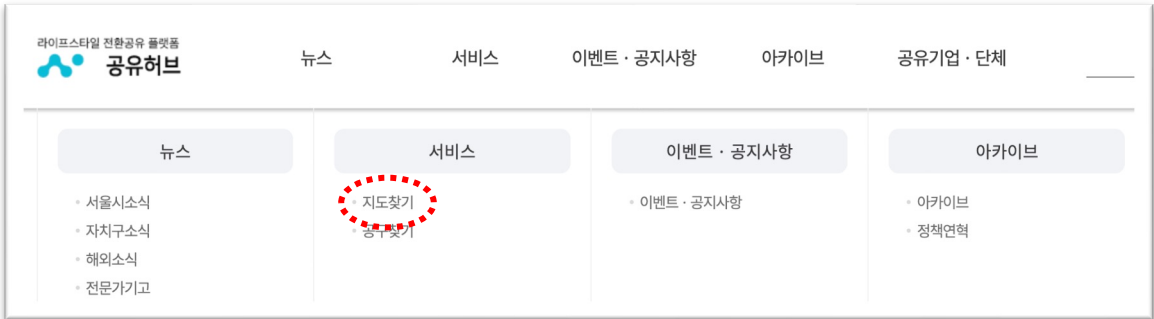 라이프스타일 전환공유 플랫폼
공유허브
뉴스 서비스 이벤트 · 공지사항 아카이브 공유기업 · 단체
뉴스 서비스 이벤트 · 공지사항 아카이브
서울시소식 지도찾기 이벤트 · 공지사항 아카이브
자치구소식 공구찾기 정책연혁
해외소식
전문가기고